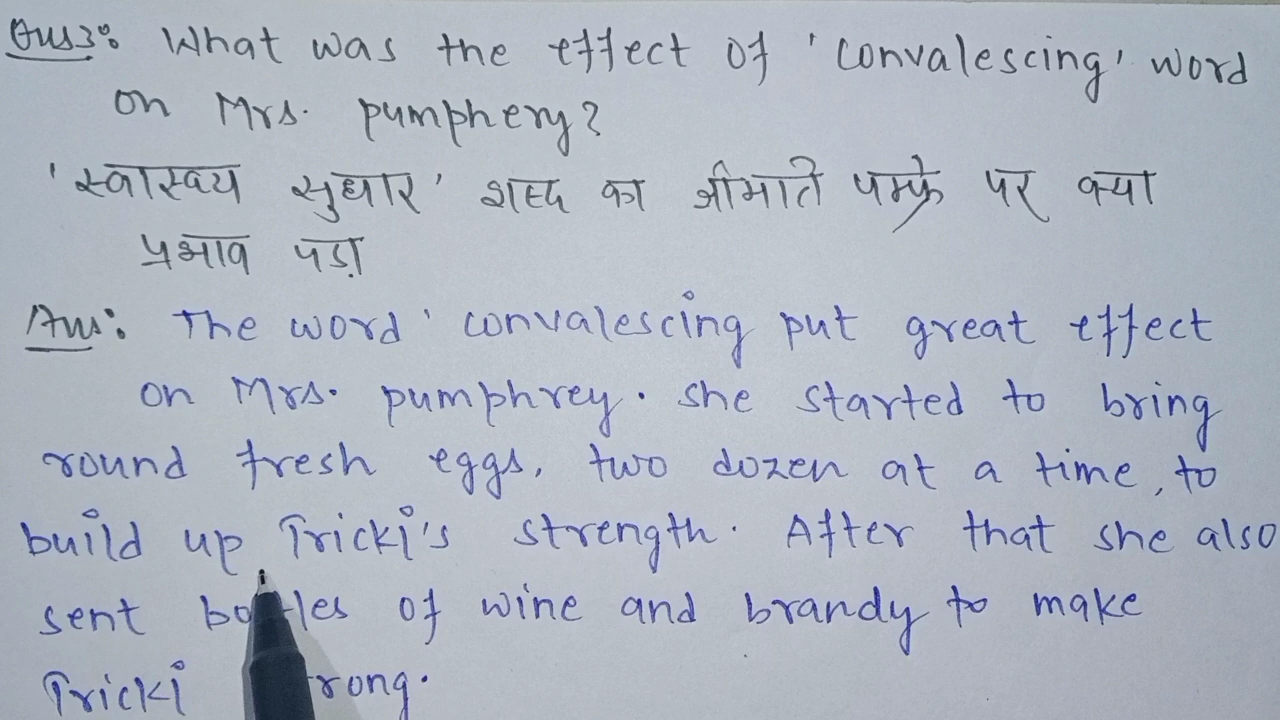 Ans3: What was the effect of 'convalescing' word
on Mrs. pumphery?
'स्वास्थ्य सुधार' शब्द का श्रीमति पम्फ्रे पर क्या
प्रभाव पड़ा
Ans: The word 'convalescing put great effect
on Mrs. pumphrey. she started to bring
round fresh eggs, two dozen at a time, to
build up Tricki's strength. After that she also
sent of wine and brandy to make
Tricki